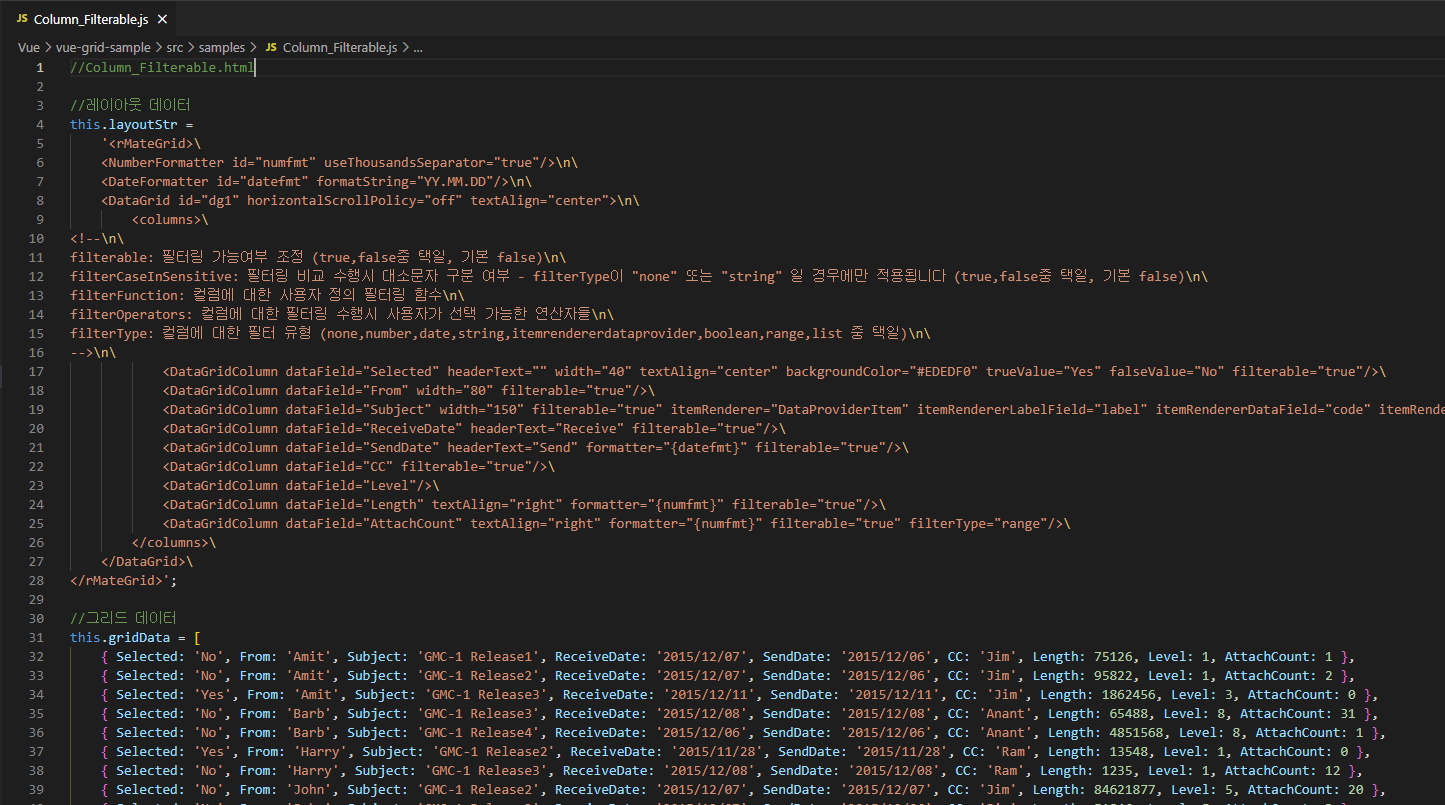 JS Column_Filterable.js ×
Vue > vue-grid-sample > src > samples > JS Column_Filterable.js > ...
1 //Column_Filterable.html
2
3 //레이아웃 데이터
4 this.layoutStr =
5 '<rMateGrid>\
6 <NumberFormatter id="numfmt" useThousandsSeparator="true"/>\n\
7 <DateFormatter id="datefmt" formatString="YY.MM.DD"/>\n\
8 <DataGrid id="dg1" horizontalScrollPolicy="off" textAlign="center">\n\
9 <columns>\
10 <!--\n\
11 filterable: 필터링 가능여부 조정 (true,false중 택일, 기본 false)\n\
12 filterCaseInSensitive: 필터링 비교 수행시 대소문자 구분 여부 - filterType이 "none" 또는 "string" 일 경우에만 적용됩니다 (true,false중 택일, 기본 false)\n\
13 filterFunction: 컬럼에 대한 사용자 정의 필터링 함수\n\
14 filterOperators: 컬럼에 대한 필터링 수행시 사용자가 선택 가능한 연산자들\n\
15 filterType: 컬럼에 대한 필터 유형 (none,number,date,string,itemrendererdataprovider,boolean,range,list 중 택일)\n\
16 -->\n\
17 <DataGridColumn dataField="Selected" headerText="" width="40" textAlign="center" backgroundColor="#EDEDF0" trueValue="Yes" falseValue="No" filterable="true"/>\
18 <DataGridColumn dataField="From" width="80" filterable="true"/>\
19 <DataGridColumn dataField="Subject" width="150" filterable="true" itemRenderer="DataProviderItem" itemRendererLabelField="label" itemRendererDataField="code" itemRende
20 <DataGridColumn dataField="ReceiveDate" headerText="Receive" filterable="true"/>\
21 <DataGridColumn dataField="SendDate" headerText="Send" formatter="{datefmt}" filterable="true"/>\
22 <DataGridColumn dataField="CC" filterable="true"/>\
23 <DataGridColumn dataField="Level"/>\
24 <DataGridColumn dataField="Length" textAlign="right" formatter="{numfmt}" filterable="true"/>\
25 <DataGridColumn dataField="AttachCount" textAlign="right" formatter="{numfmt}" filterable="true" filterType="range"/>\
26 </columns>\
27 </DataGrid>\
28 </rMateGrid>';
29
30 //그리드 데이터
31 this.gridData = [
32 { Selected: 'No', From: 'Amit', Subject: 'GMC-1 Release1', ReceiveDate: '2015/12/07', SendDate: '2015/12/06', CC: 'Jim', Length: 75126, Level: 1, AttachCount: 1 },
33 { Selected: 'No', From: 'Amit', Subject: 'GMC-1 Release2', ReceiveDate: '2015/12/07', SendDate: '2015/12/06', CC: 'Jim', Length: 95822, Level: 1, AttachCount: 2 },
34 { Selected: 'Yes', From: 'Amit', Subject: 'GMC-1 Release3', ReceiveDate: '2015/12/11', SendDate: '2015/12/11', CC: 'Jim', Length: 1862456, Level: 3, AttachCount: 0 },
35 { Selected: 'No', From: 'Barb', Subject: 'GMC-1 Release3', ReceiveDate: '2015/12/08', SendDate: '2015/12/08', CC: 'Anant', Length: 65488, Level: 8, AttachCount: 31 },
36 { Selected: 'No', From: 'Barb', Subject: 'GMC-1 Release4', ReceiveDate: '2015/12/06', SendDate: '2015/12/06', CC: 'Anant', Length: 4851568, Level: 8, AttachCount: 1 },
37 { Selected: 'Yes', From: 'Harry', Subject: 'GMC-1 Release2', ReceiveDate: '2015/11/28', SendDate: '2015/11/28', CC: 'Ram', Length: 13548, Level: 1, AttachCount: 0 },
38 { Selected: 'No', From: 'Harry', Subject: 'GMC-1 Release3', ReceiveDate: '2015/12/08', SendDate: '2015/12/08', CC: 'Ram', Length: 1235, Level: 1, AttachCount: 12 },
39 { Selected: 'No', From: 'John', Subject: 'GMC-1 Release2', ReceiveDate: '2015/12/07', SendDate: '2015/12/07', CC: 'Jim', Length: 84621877, Level: 5, AttachCount: 20 },